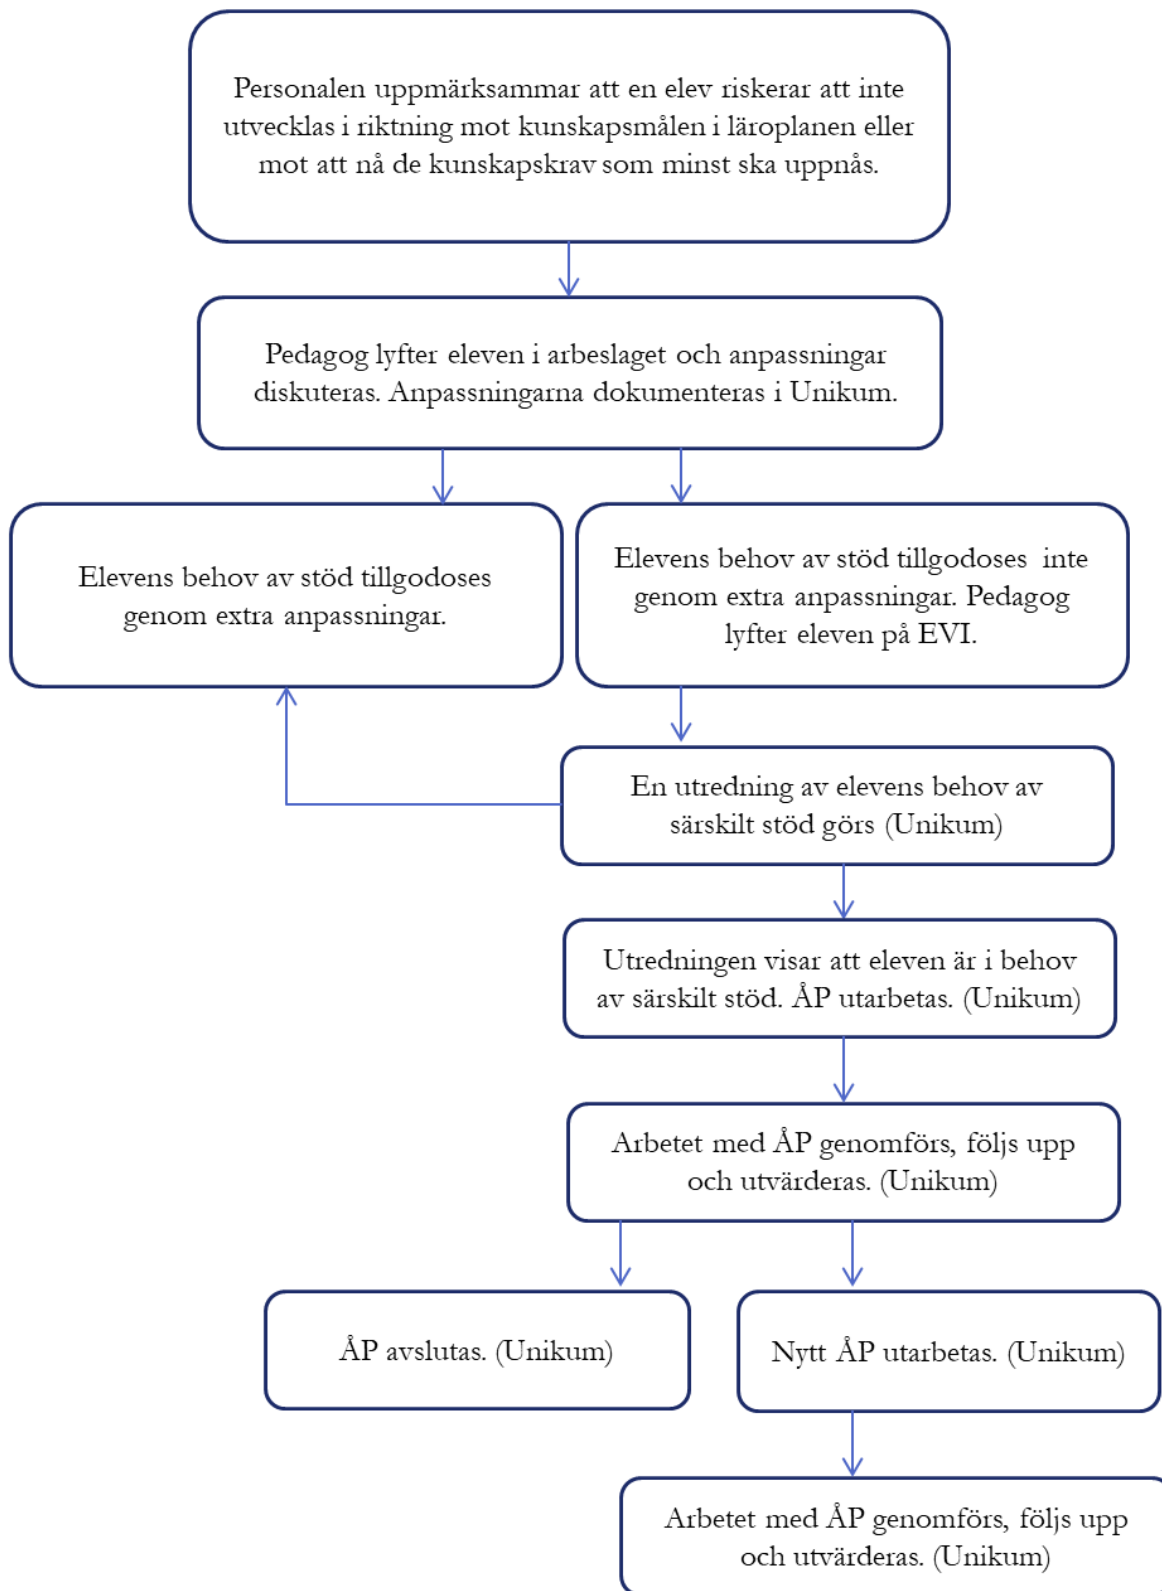 Personalen uppmärksammar att en elev riskerar att inte
utvecklas i riktning mot kunskapsmålen i läroplanen eller
mot att nå de kunskapskrav som minst ska uppnås.
Pedagog lyfter eleven i arbeslaget och anpassningar
diskuteras. Anpassningarna dokumenteras i Unikum.
Elevens behov av stöd tillgodoses
genom extra anpassningar.
Elevens behov av stöd tillgodoses inte
genom extra anpassningar. Pedagog
lyfter eleven på EVI.
En utredning av elevens behov av
särskilt stöd görs (Unikum)
Utredningen visar att eleven är i behov
av särskilt stöd. ÅP utarbetas. (Unikum)
Arbetet med ÅP genomförs, följs upp
och utvärderas. (Unikum)
ÅP avslutas. (Unikum)
Nytt ÅP utarbetas. (Unikum)
Arbetet med ÅP genomförs, följs upp
och utvärderas. (Unikum)